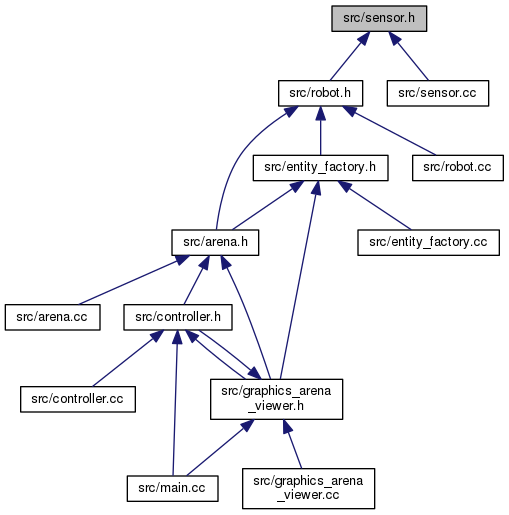 src/sensor.h
src/robot.h
src/sensor.cc
src/entity_factory.h
src/robot.cc
src/arena.h
src/entity_factory.cc
src/arena.cc
src/controller.h
src/controller.cc
src/graphics_arena
_viewer.h
src/main.cc
src/graphics_arena
_viewer.cc